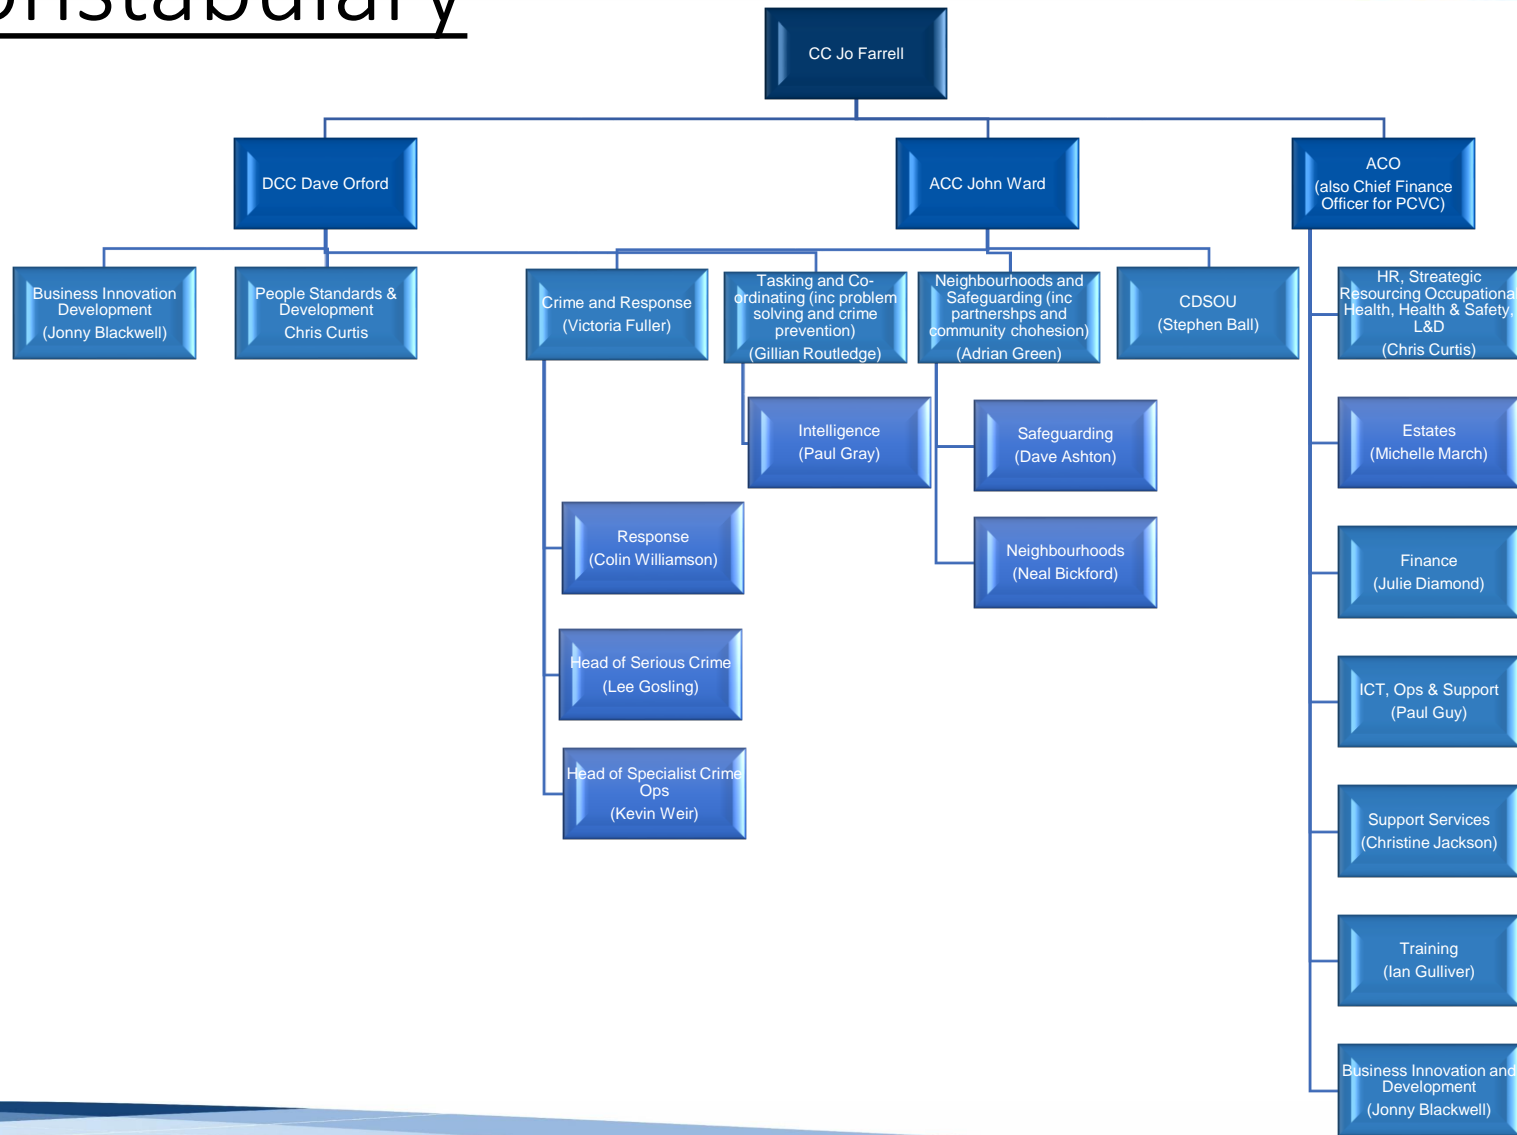 onstabulary
CC Jo Farrell
DCC Dave Orford
ACC John Ward
ACO
(also Chief Finance
Officer for PCVC)
Business Innovation
Development
(Jonny Blackwell)
People Standards &
Development
Chris Curtis
Crime and Response
(Victoria Fuller)
Tasking and Co-
ordinating (inc problem
solving and crime
prevention)
(Gillian Routledge)
Neighbourhoods and
Safeguarding (inc
partnershps and
community chohesion)
(Adrian Green)
CDSOU
(Stephen Ball)
HR, Streategic
Resourcing Occupationa
Health, Health & Safety,
L&D
(Chris Curtis)
Intelligence
(Paul Gray)
Safeguarding
(Dave Ashton)
Estates
(Michelle March)
Response
(Colin Williamson)
Neighbourhoods
(Neal Bickford)
Finance
(Julie Diamond)
Head of Serious Crime
(Lee Gosling)
ICT, Ops & Support
(Paul Guy)
Head of Specialist Crime
Ops
(Kevin Weir)
Support Services
(Christine Jackson)
Training
(Ian Gulliver)
Business Innovation and
Development
(Jonny Blackwell)